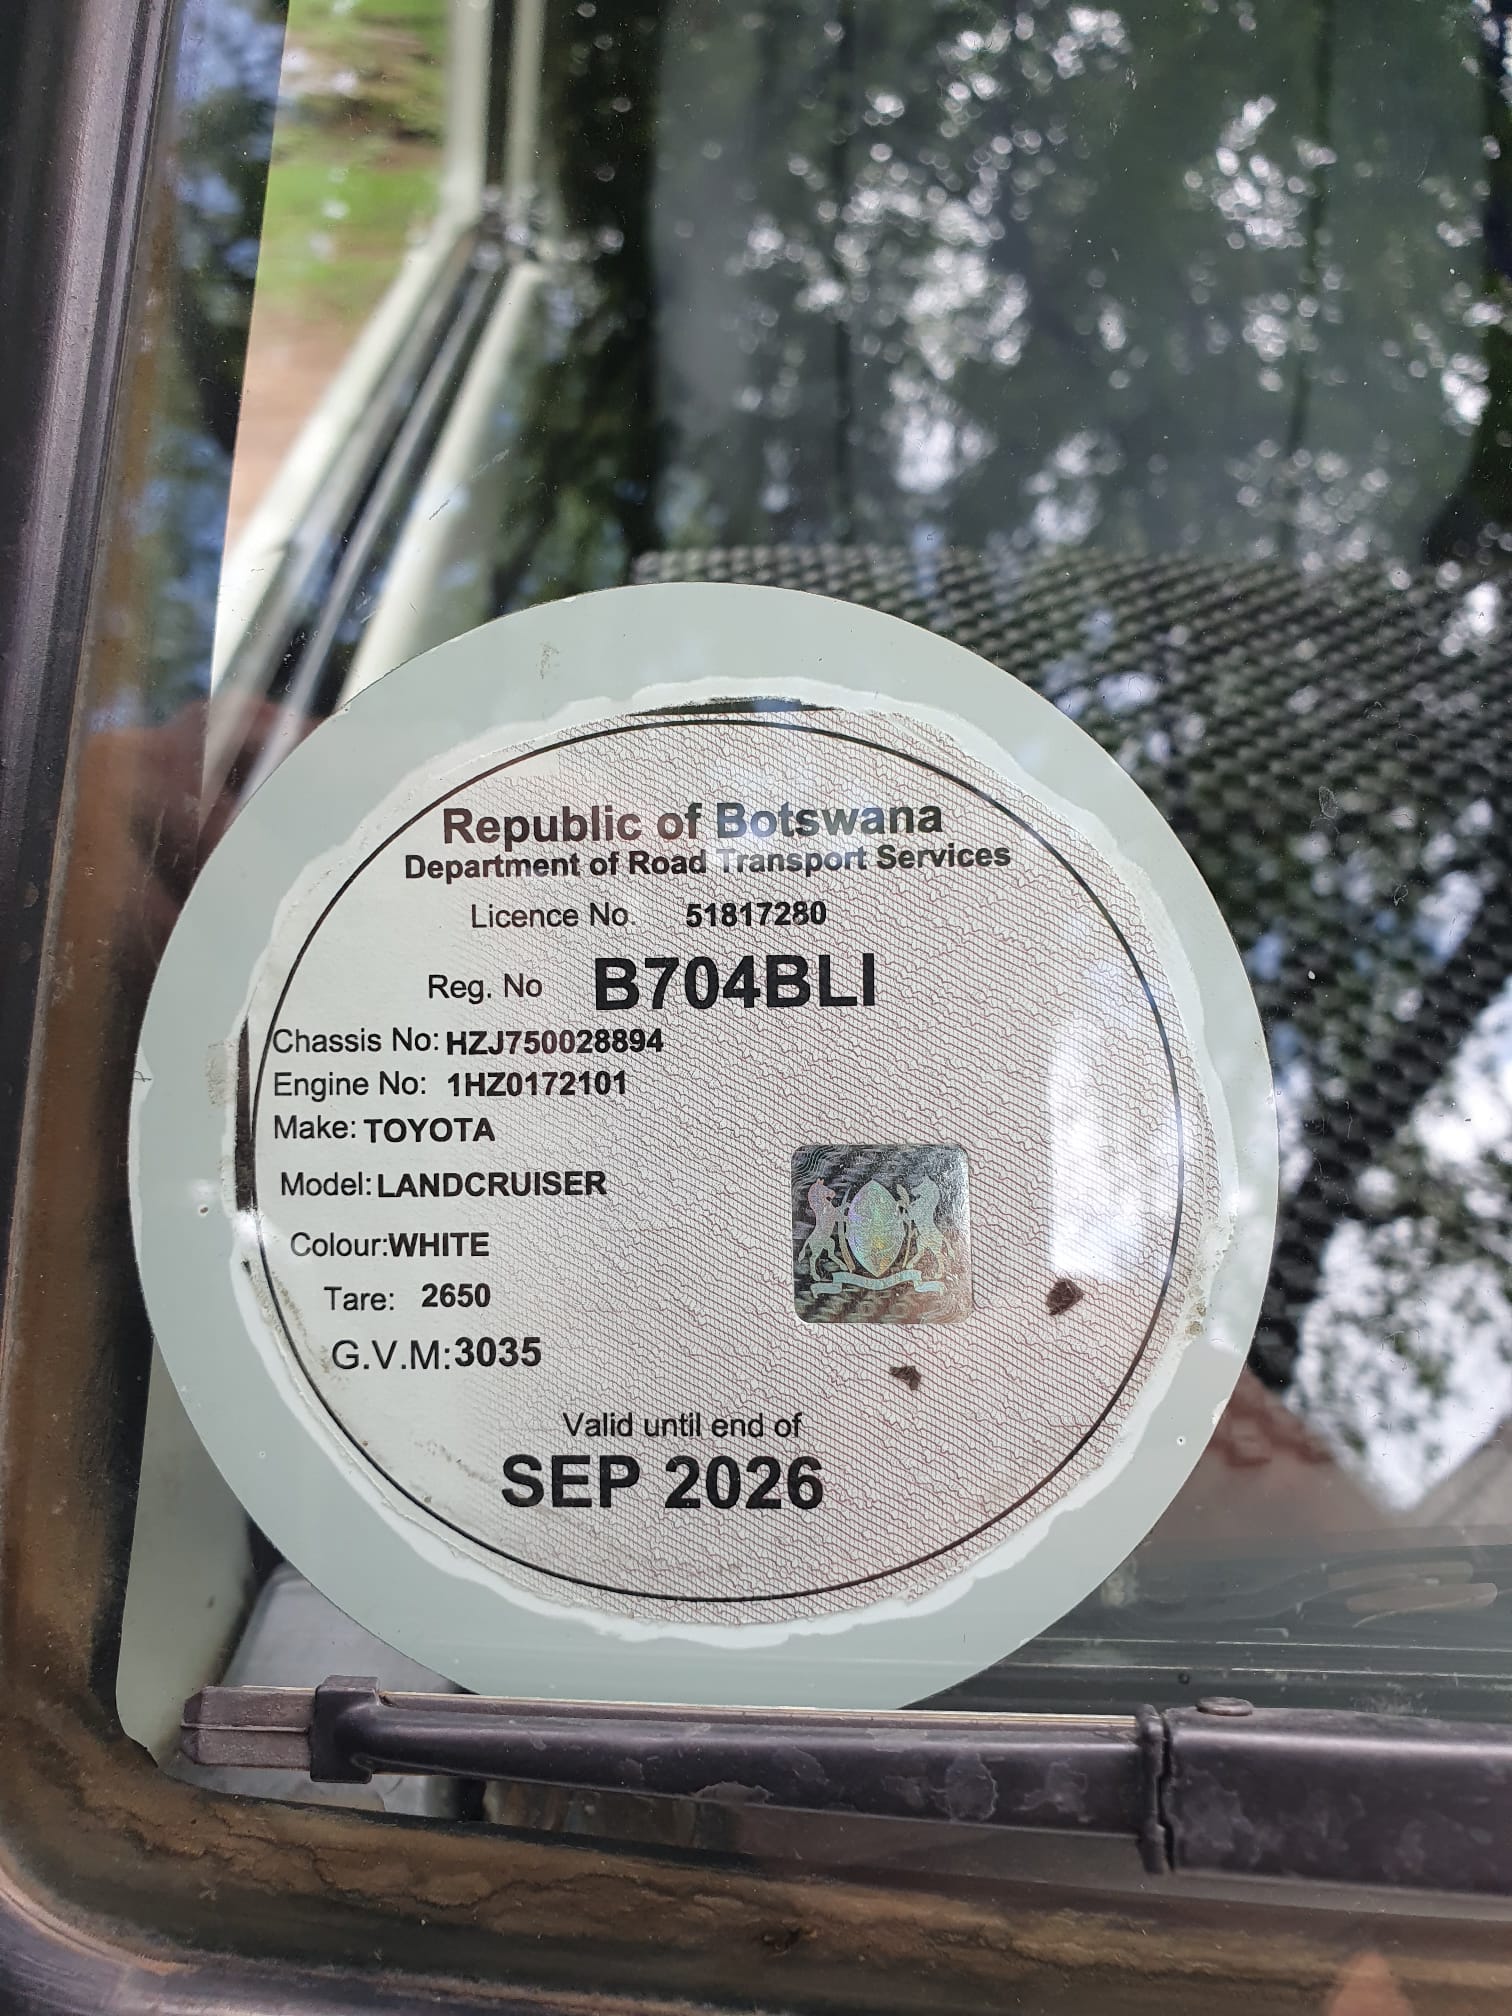 Republic of Botswana
Department of Road Transport Services
Licence No. 51817280
Reg. No B704BLI
Chassis No: HZJ750028894
Engine No: 1HZ0172101
Make: TOYOTA
Model: LANDCRUISER
Colour: WHITE
Tare: 2650
G.V.M: 3035
Valid until end of
SEP 2026